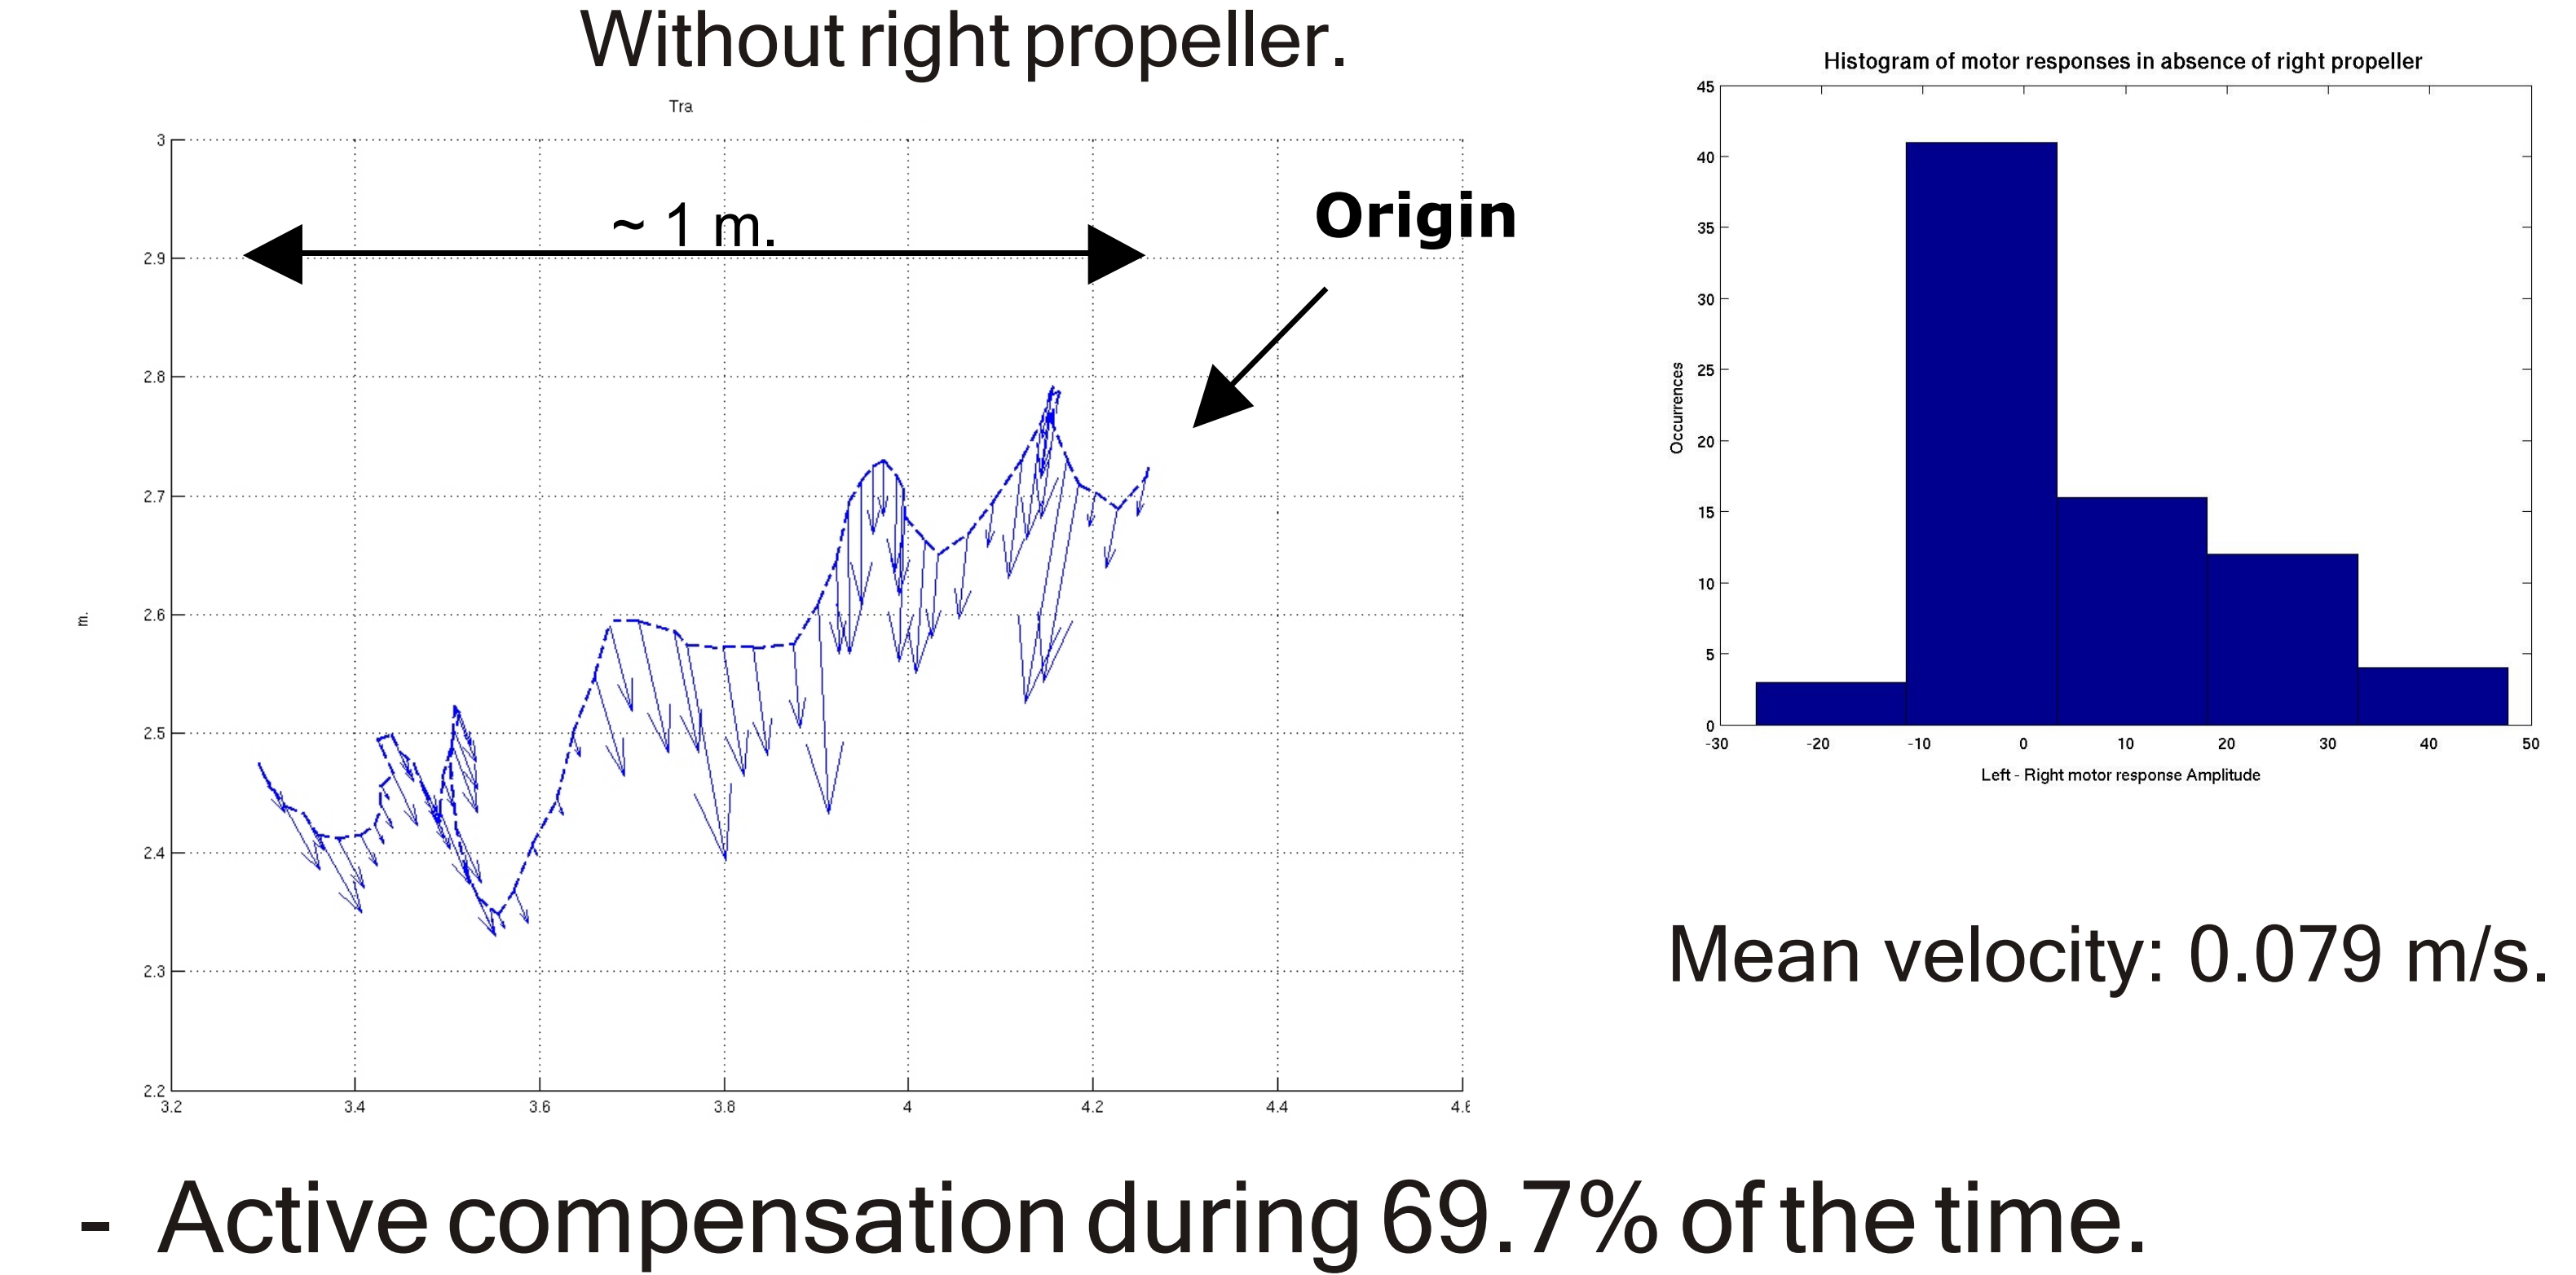 Without right propeller.
Tra
3
2.9
2.8
2.7
2.6
2.5
2.4
2.3
2.2
m.
~ 1 m.
Origin
3.2 3.4 3.6 3.8 4 4.2 4.4 4.6
Histogram of motor responses in absence of right propeller
45
40
35
30
25
20
15
10
5
0
Occurrences
-30 -20 -10 0 10 20 30 40 50
Left - Right motor response Amplitude
Mean velocity: 0.079 m/s.
- Active compensation during 69.7% of the time.